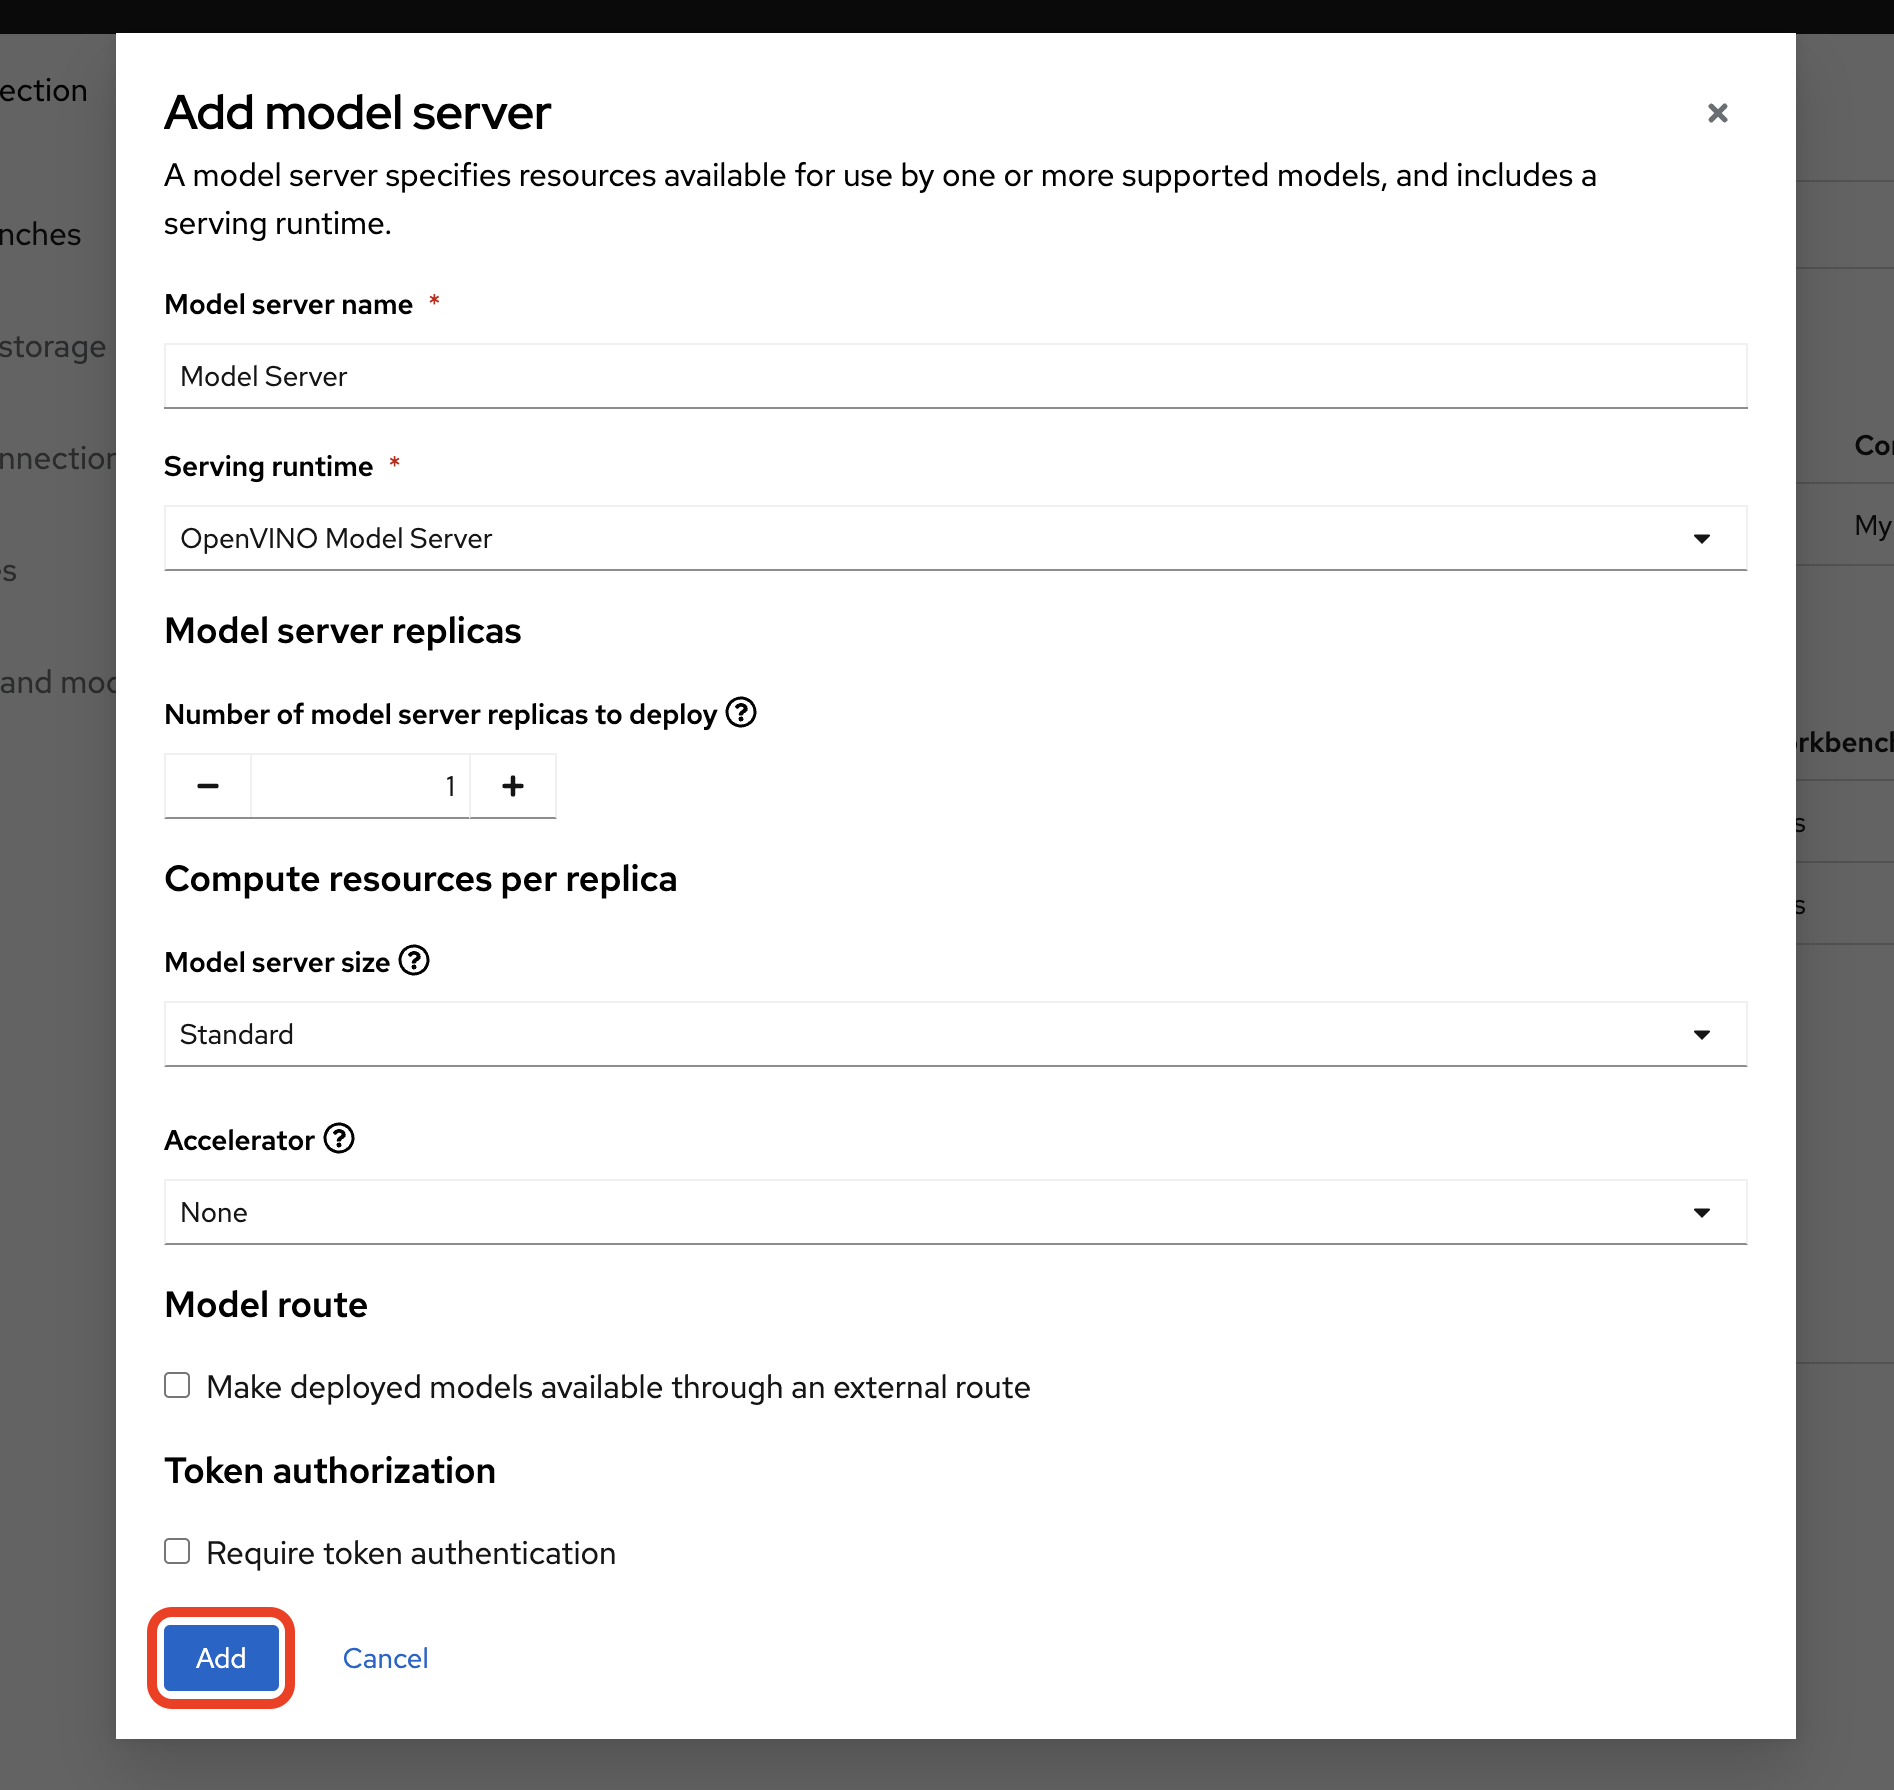 Add model server
A model server specifies resources available for use by one or more supported models, and includes a
serving runtime.
Model server name *
Model Server
Serving runtime *
OpenVINO Model Server
Model server replicas
Number of model server replicas to deploy
1
Compute resources per replica
Model server size
Standard
Accelerator
None
Model route
Make deployed models available through an external route
Token authorization
Require token authentication
Add Cancel
ection
nches
storage
nnection
s
and mod
Co
My
rkbench
s
s